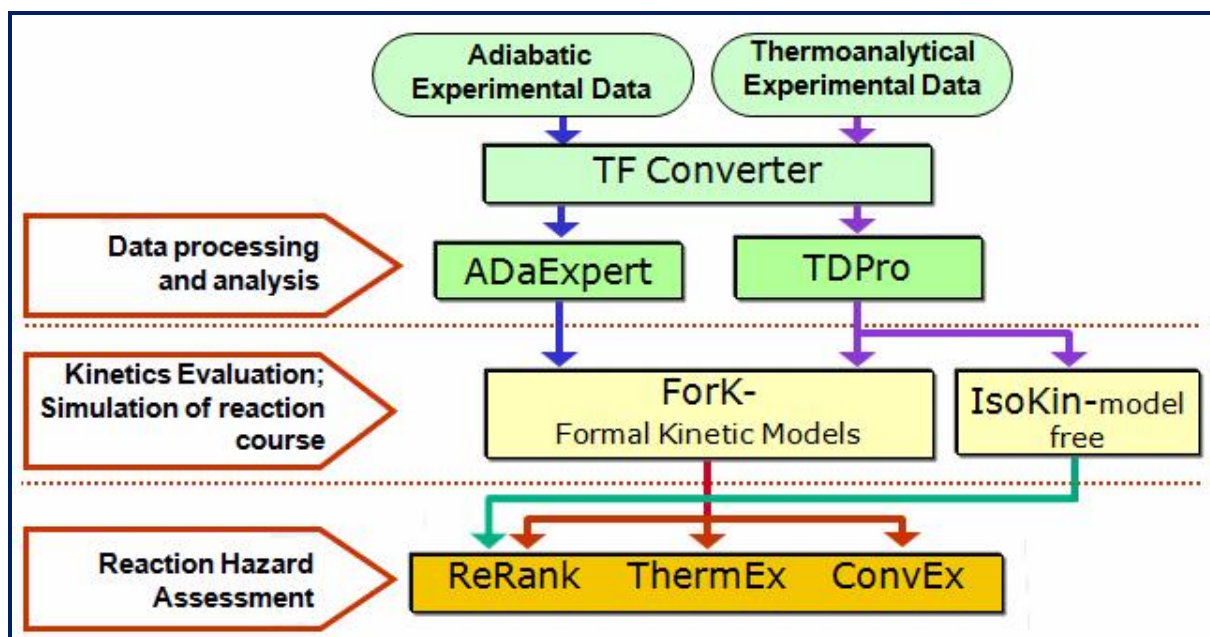 Adiabatic
Experimental Data
Thermoanalytical
Experimental Data
TF Converter
Data processing
and analysis
ADaExpert
TDPro
Kinetics Evaluation;
Simulation of reaction
course
ForK-
Formal Kinetic Models
IsoKin-model
free
Reaction Hazard
Assessment
ReRank ThermEx ConvEx